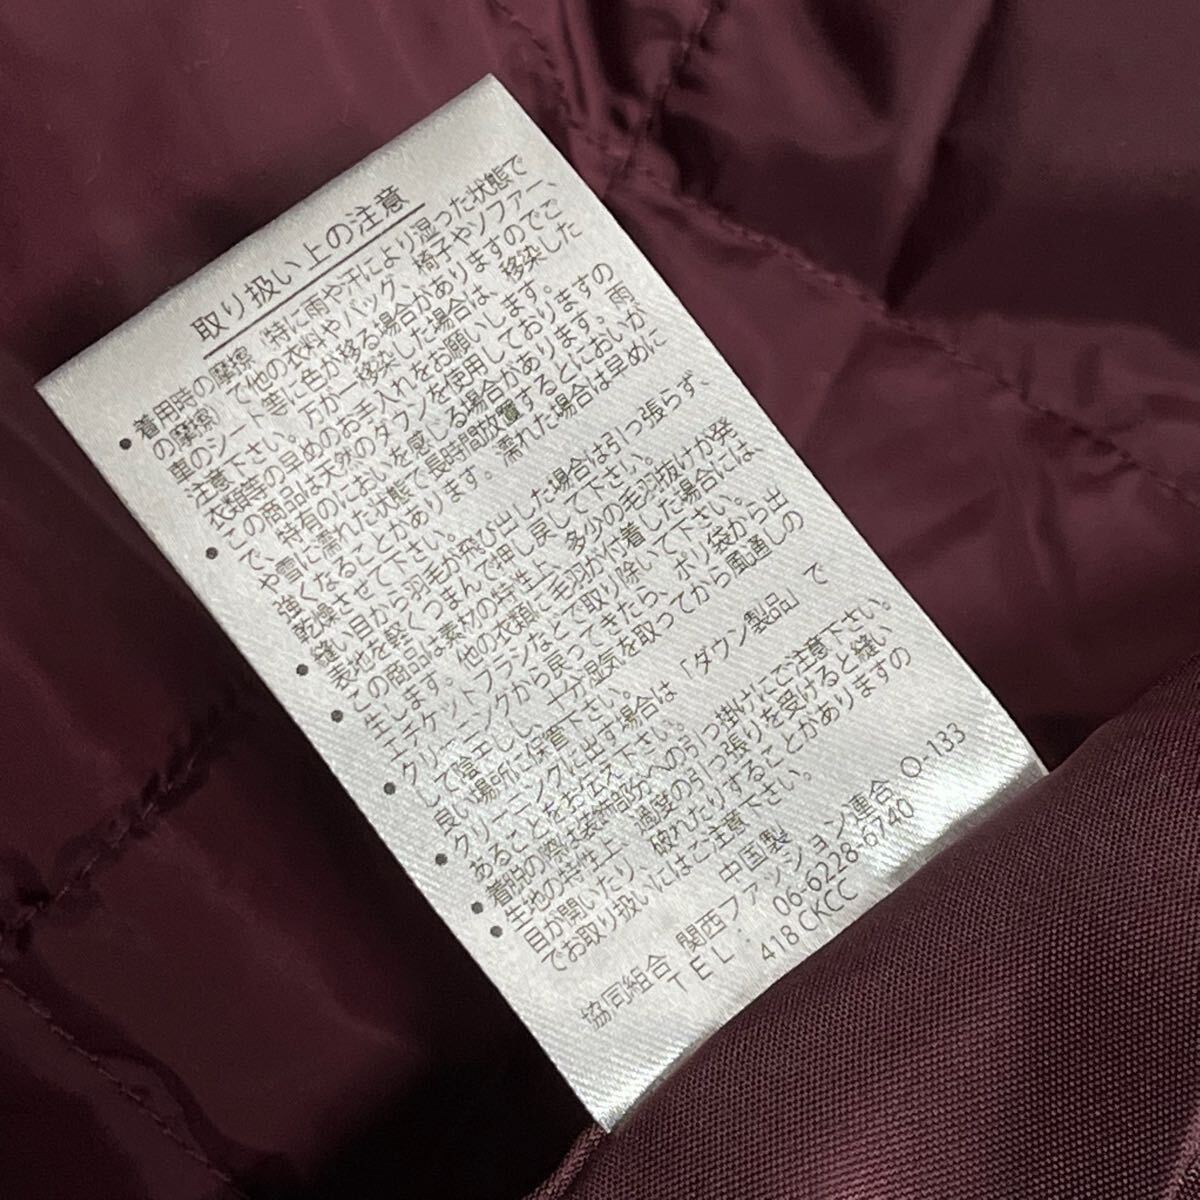 取り扱い上の注意
●着用時の摩擦（特に雨や汗により湿った状態で
の摩擦）で他の衣料やバッグ、椅子やソファー、
車のシート等に色が移る場合がありますのでご
注意下さい。万が一移染した場合は、移染した
衣類等の早めのお手入れをお願いします。
●この商品は天然のダウンを使用しておりますの
で、特有のにおいを感じる場合があります。雨
や雪に濡れた状態で長時間放置するとにおいが
強くなることがあります。濡れた場合は早めに
乾燥させて下さい。
●縫い目から羽毛が飛び出した場合は引っ張らず、
表地を軽くつまんで押し戻して下さい。
●この商品は素材の特性上、多少の毛羽抜けが発
生します。他の衣類に毛羽が付着した場合には、
エチケットブラシなどで取り除いて下さい。
●クリーニングから戻ってきたら、ポリ袋から出
して陰干しし、十分湿気を取ってから風通しの
良い場所に保管下さい。
●クリーニングに出す場合は「ダウン製品」で
あることをお伝え下さい。
●着脱の際は装飾部分への引っ掛けにご注意下さい。
●生地の特性上、過度の引っ張りを受けると縫い
目が開いたり、破れたりすることがありますの
でお取り扱いにはご注意下さい。
中国製
協同組合 関西ファッション連合 O-133
TEL : 06-6228-6740
418CKCC